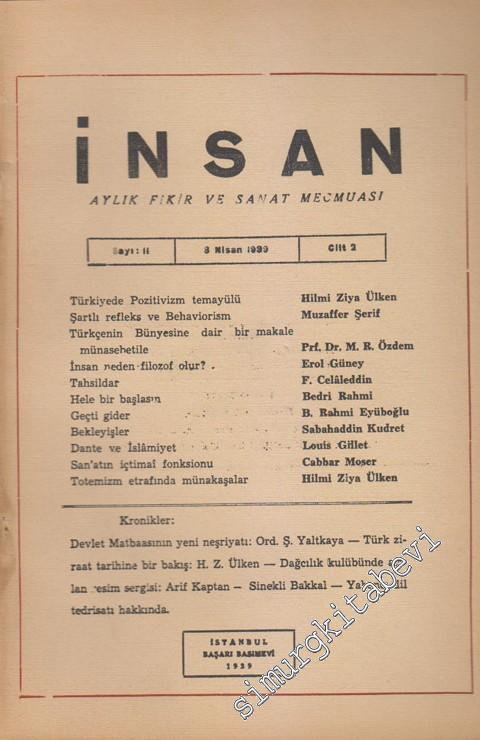 İNSAN
AYLIK FİKİR VE SANAT MECMUASI
Sayı: II 8 Nisan 1939 Cilt 2
Türkiyede Pozitivizm temayülü Hilmi Ziya Ülken
Şartlı refleks ve Behaviorism Muzaffer Şerif
Türkçenin Bünyesine dair bir makale
münasebetile Prf. Dr. M. R. Özdem
İnsan neden filozof olur? Erol Güney
Tahsildar F. Celâleddin
Hele bir başlasın Bedri Rahmi
Geçti gider B. Rahmi Eyüboğlu
Bekleyişler Sabahaddin Kudret
Dante ve İslâmiyet Louis Gillet
San'atın içtimaî fonksionu Cabbar Moser
Totemizm etrafında münakaşalar Hilmi Ziya Ülken
Kronikler:
Devlet Matbaasının yeni neşriyatı: Ord. Ş. Yaltkaya — Türk zi-
raat tarihine bir bakış: H. Z. Ülken — Dağcılık kulübünde
lan resim sergisi: Arif Kaptan — Sinekli Bakkal —
tedrisatı hakkında.
İSTANBUL
BAŞARI BASIMEVİ
1939
simurgkitabevi